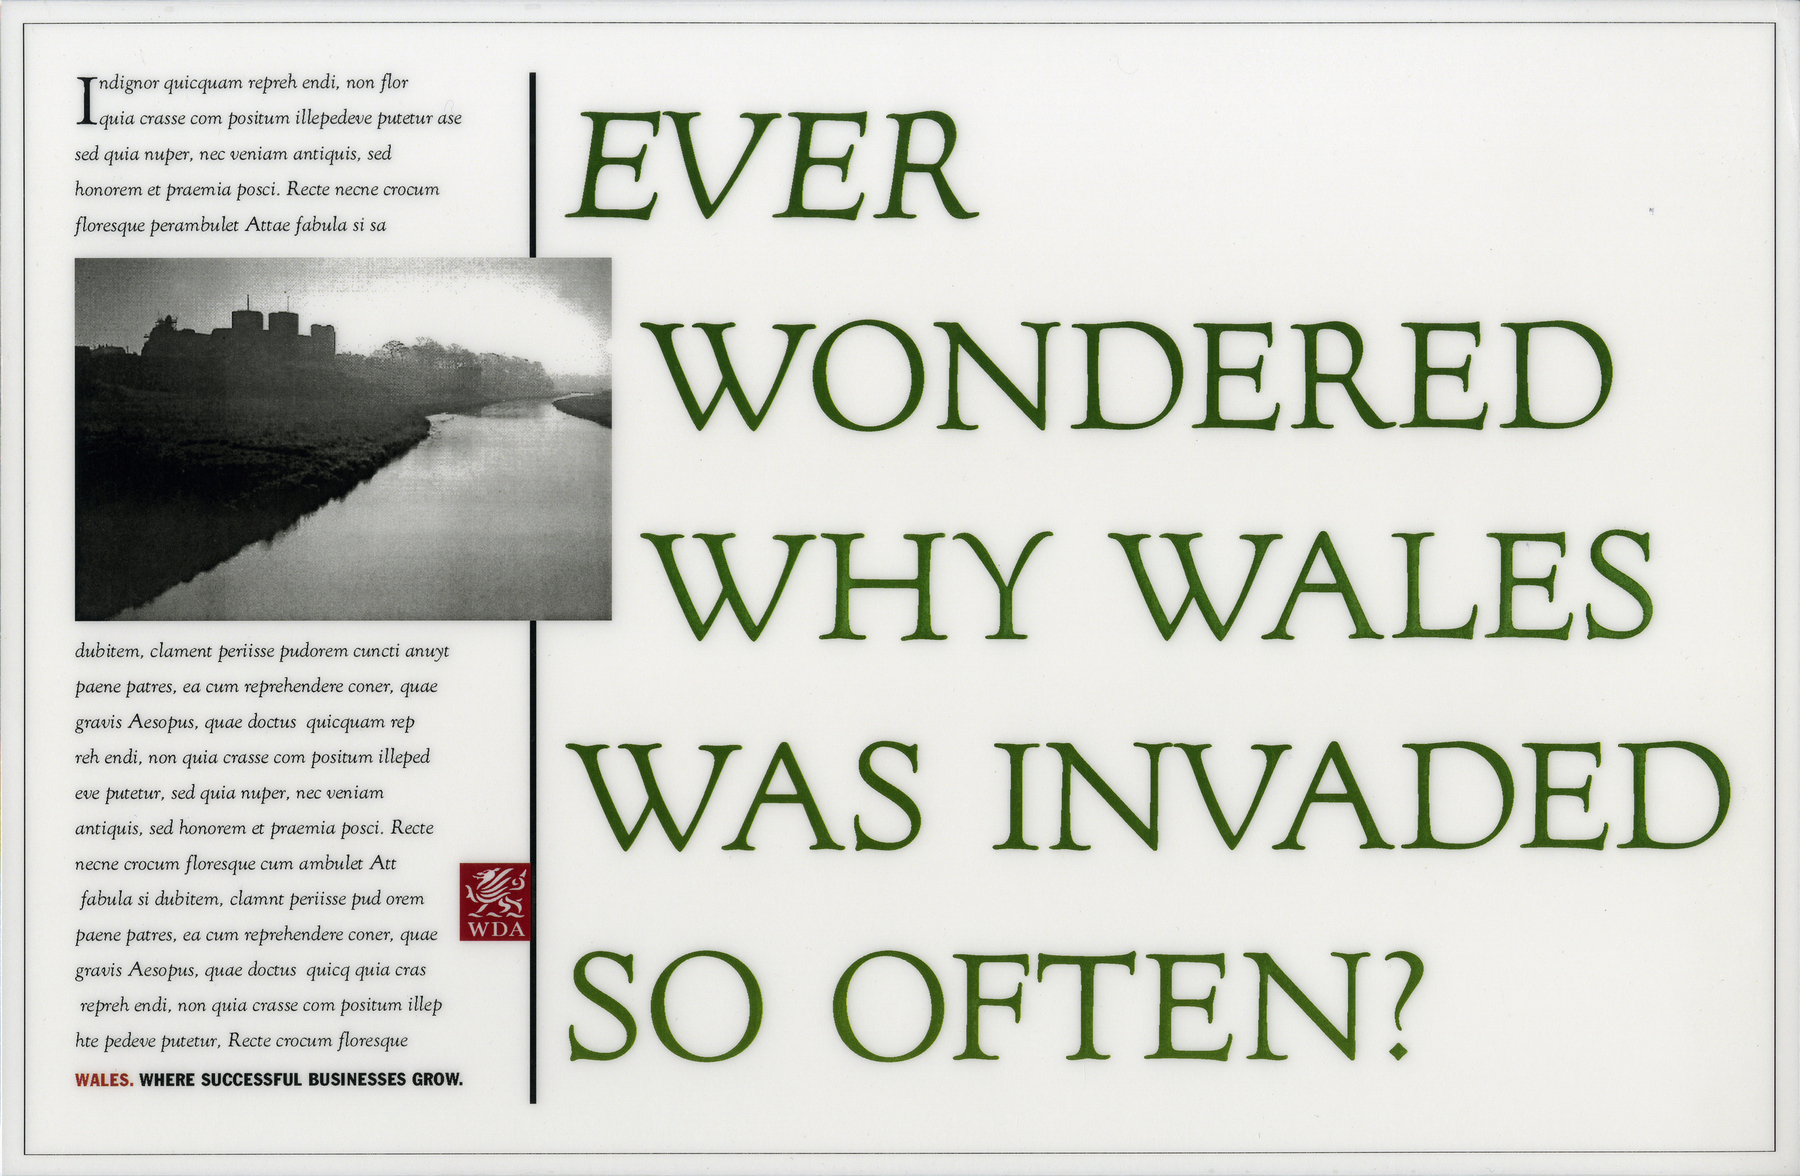 Indignor quicquam repreh endi, non flor
quia crasse com positum illepedeve putetur ase
sed quia nuper, nec veniam antiquis, sed
honorem et praemia posci. Recte necne crocum
floresque perambulet Attae fabula si sa
dubitem, clament periisse pudorem cuncti anuyt
paene patres, ea cum reprehendere coner, quae
gravis Aesopus, quae doctus quicquam rep
reh endi, non quia crasse com positum illeped
eve putetur, sed quia nuper, nec veniam
antiquis, sed honorem et praemia posci. Recte
necne crocum floresque cum ambulet Att
fabula si dubitem, clamnt periisse pud orem
paene patres, ea cum reprehendere coner, quae
gravis Aesopus, quae doctus quicq quia cras
repreh endi, non quia crasse com positum illep
hte pedeve putetur, Recte crocum floresque
WALES. WHERE SUCCESSFUL BUSINESSES GROW.
WDA
EVER
WONDERED
WHY WALES
WAS INVADED
SO OFTEN?